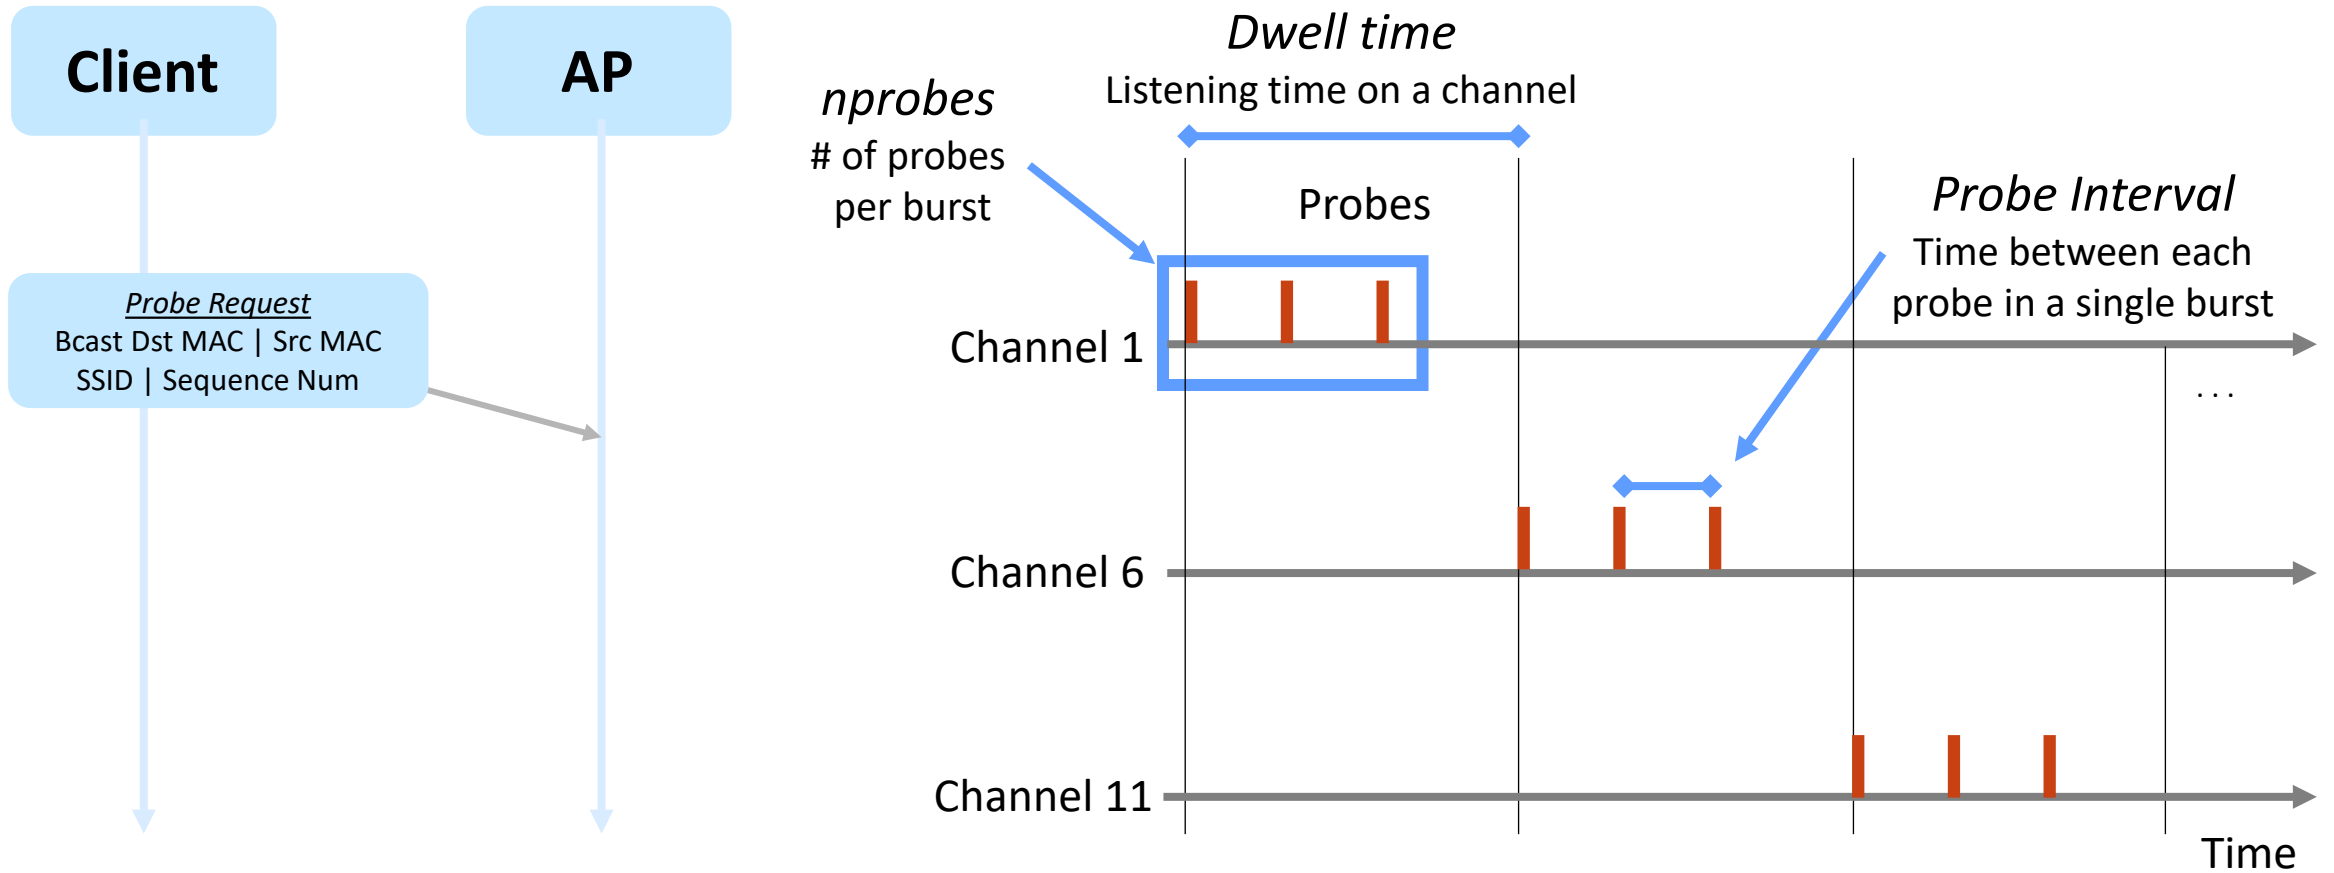 Client
AP
Probe Request
Bcast Dst MAC | Src MAC
SSID | Sequence Num
Dwell time
Listening time on a channel
nprobes
# of probes
per burst
Probes
Probe Interval
Time between each
probe in a single burst
Channel 1
...
Channel 6
Channel 11
Time